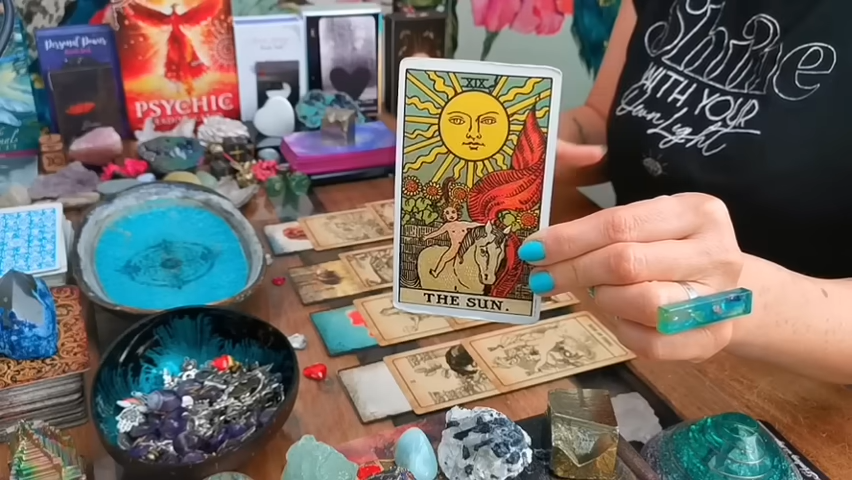 Personal Power
PSYCHIC
XIX
THE SUN.
Shine
WITH YOUR
Own Light